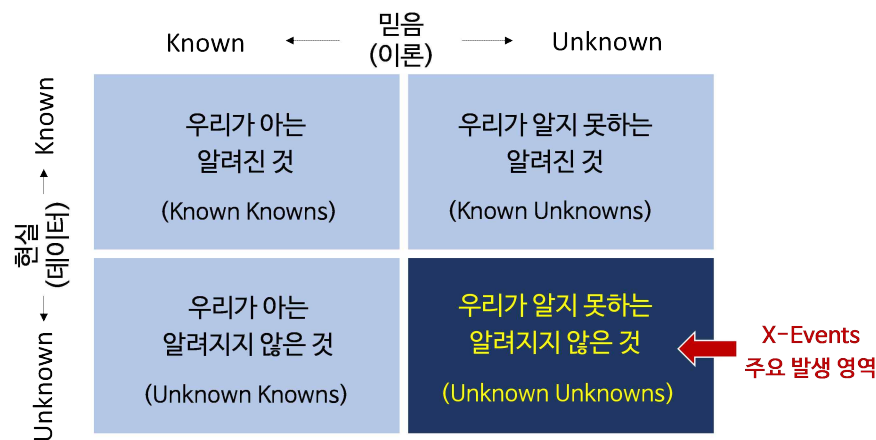 믿음
(이론)
Known
Unknown
현실
(데이터)
Known
Unknown
우리가 아는
알려진 것
(Known Knowns)
우리가 알지 못하는
알려진 것
(Known Unknowns)
우리가 아는
알려지지 않은 것
(Unknown Knowns)
우리가 알지 못하는
알려지지 않은 것
(Unknown Unknowns)
X-Events
주요 발생 영역